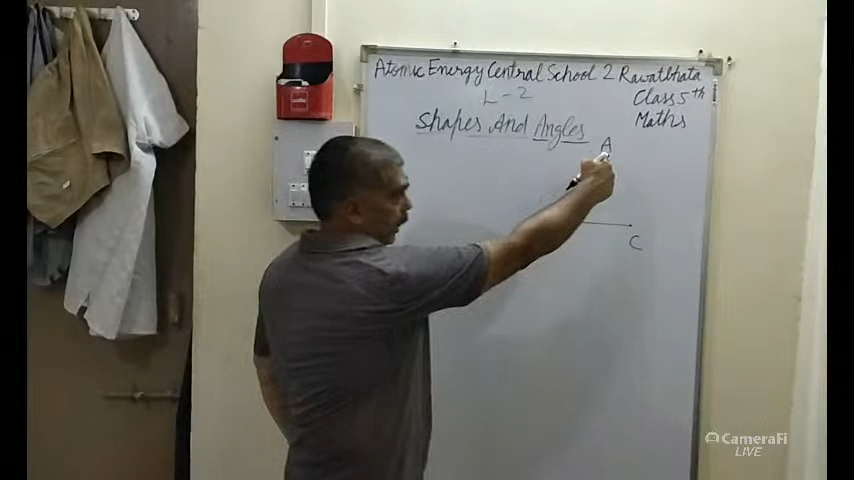 Atomic Energy Central School 2 Rawatbhata
L-2
Class 5th
Shapes And Angles
Maths
A
C
CameraFi
LIVE